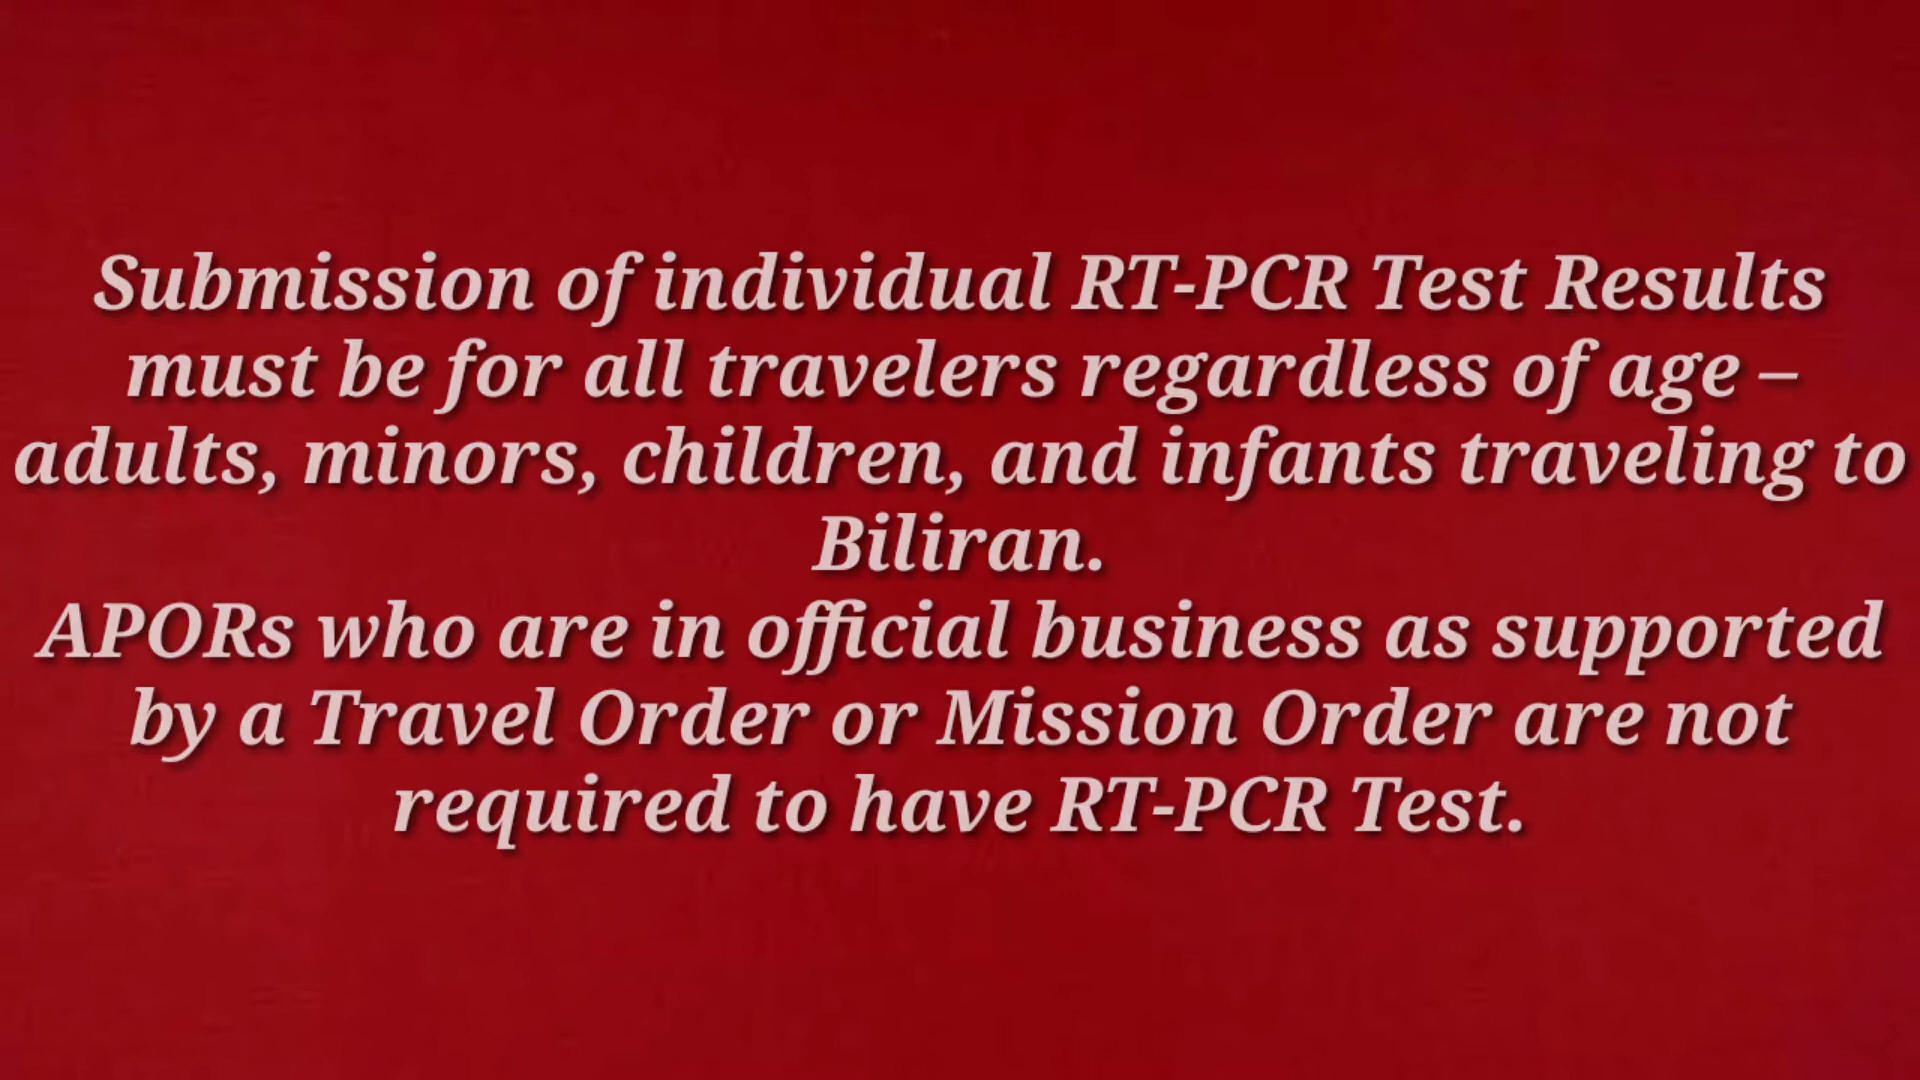 Submission of individual RT-PCR Test Results
must be for all travelers regardless of age –
adults, minors, children, and infants traveling to
Biliran.
APORs who are in official business as supported
by a Travel Order or Mission Order are not
required to have RT-PCR Test.